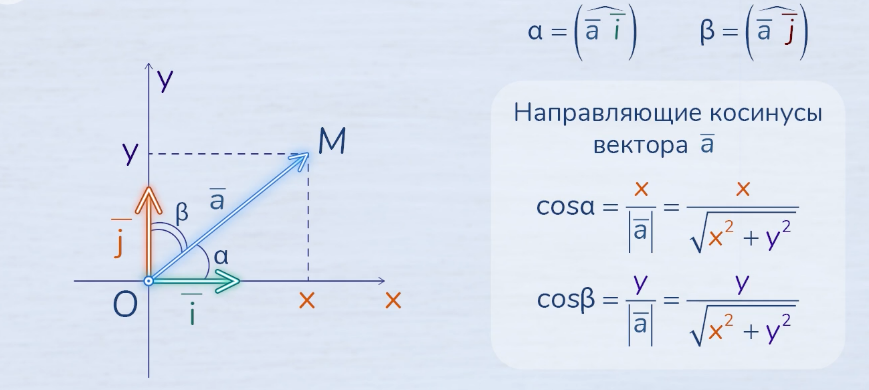 α = (a̅ i̅) β = (a̅ j̅)
y
y
M
a̅
β
α
j̅
O
i̅
x
x
Направляющие косинусы
вектора a̅
cosα = x/|a̅| = x/√(x² + y²)
cosβ = y/|a̅| = y/√(x² + y²)